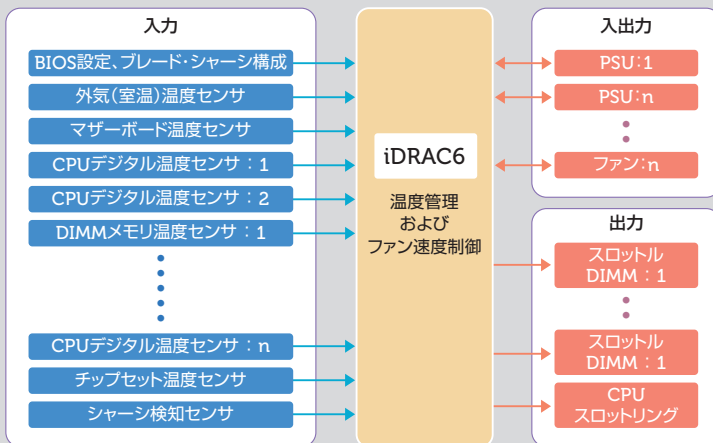 入力
BIOS設定、ブレード・シャーシ構成
外気(室温)温度センサ
マザーボード温度センサ
CPUデジタル温度センサ：1
CPUデジタル温度センサ：2
DIMMメモリ温度センサ：1
CPUデジタル温度センサ：n
チップセット温度センサ
シャーシ検知センサ
iDRAC6
温度管理
および
ファン速度制御
入出力
PSU：1
PSU：n
ファン：n
出力
スロットル
DIMM：1
スロットル
DIMM：1
CPU
スロットリング